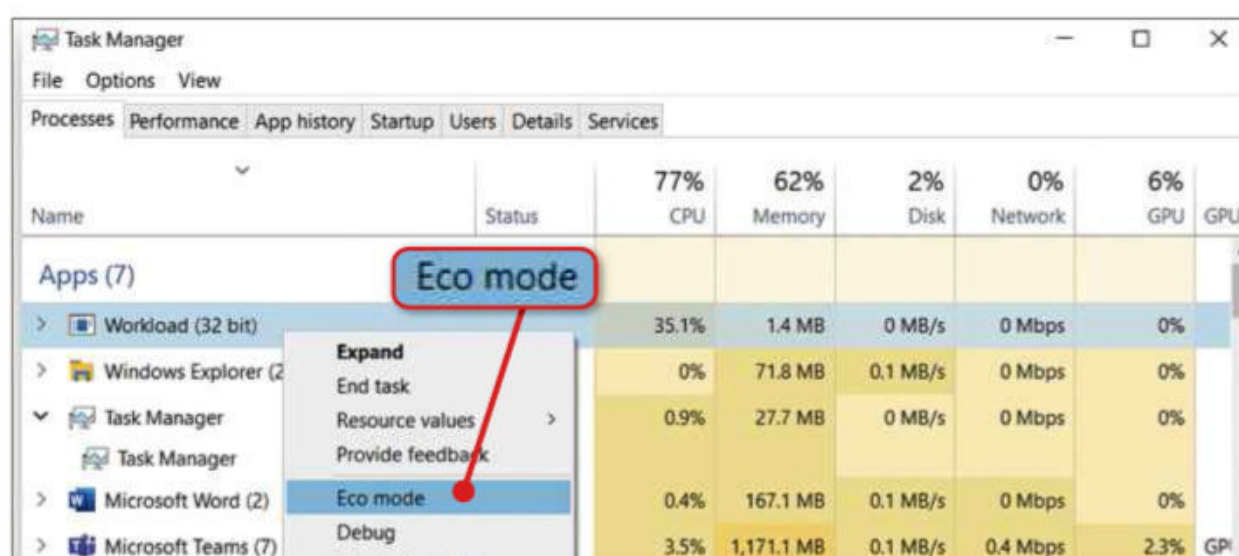 Task Manager
File Options View
Processes Performance App history Startup Users Details Services
77% 62% 2% 0% 6%
Name Status CPU Memory Disk Network GPU GPU
Apps (7)
Eco mode
Workload (32 bit) 35.1% 1.4 MB 0 MB/s 0 Mbps 0%
Expand
Windows Explorer (2 0% 71.8 MB 0.1 MB/s 0 Mbps 0%
End task
Task Manager Resource values 0.9% 27.7 MB 0 MB/s 0 Mbps 0%
Task Manager Provide feedback
Microsoft Word (2) Eco mode 0.4% 167.1 MB 0.1 MB/s 0 Mbps 0%
Debug
Microsoft Teams (7) 3.5% 1,171.1 MB 0.1 MB/s 0.4 Mbps 2.3% GPU